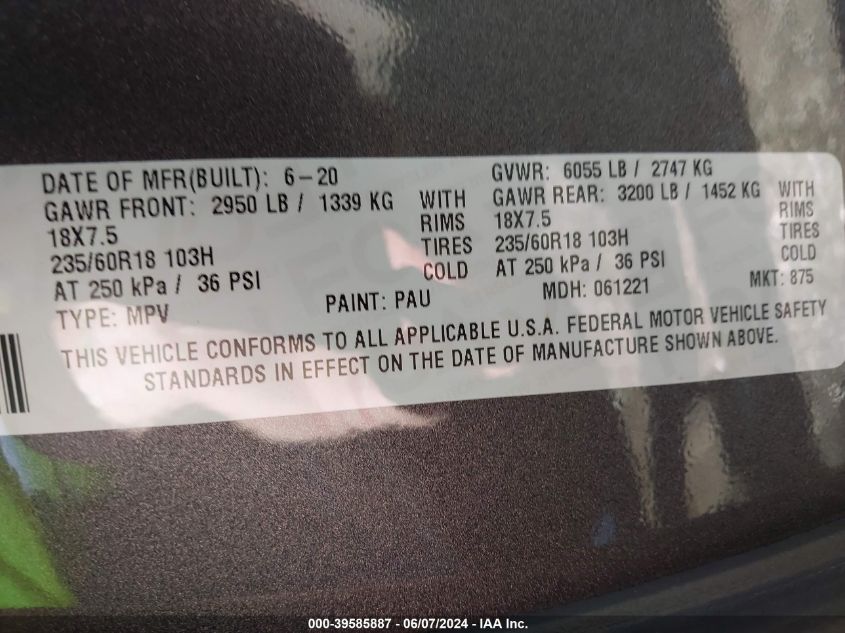 DATE OF MFR(BUILT): 6-20 GVWR: 6055 LB / 2747 KG
GAWR FRONT: 2950 LB / 1339 KG WITH GAWR REAR: 3200 LB / 1452 KG WITH
18X7.5 RIMS 18X7.5 RIMS
235/60R18 103H TIRES 235/60R18 103H TIRES
AT 250 kPa / 36 PSI COLD AT 250 kPa / 36 PSI COLD
TYPE: MPV PAINT: PAU MDH: 061221 MKT: 875
THIS VEHICLE CONFORMS TO ALL APPLICABLE U.S.A. FEDERAL MOTOR VEHICLE SAFETY
STANDARDS IN EFFECT ON THE DATE OF MANUFACTURE SHOWN ABOVE.
000-39585887 - 06/07/2024 - IAA Inc.